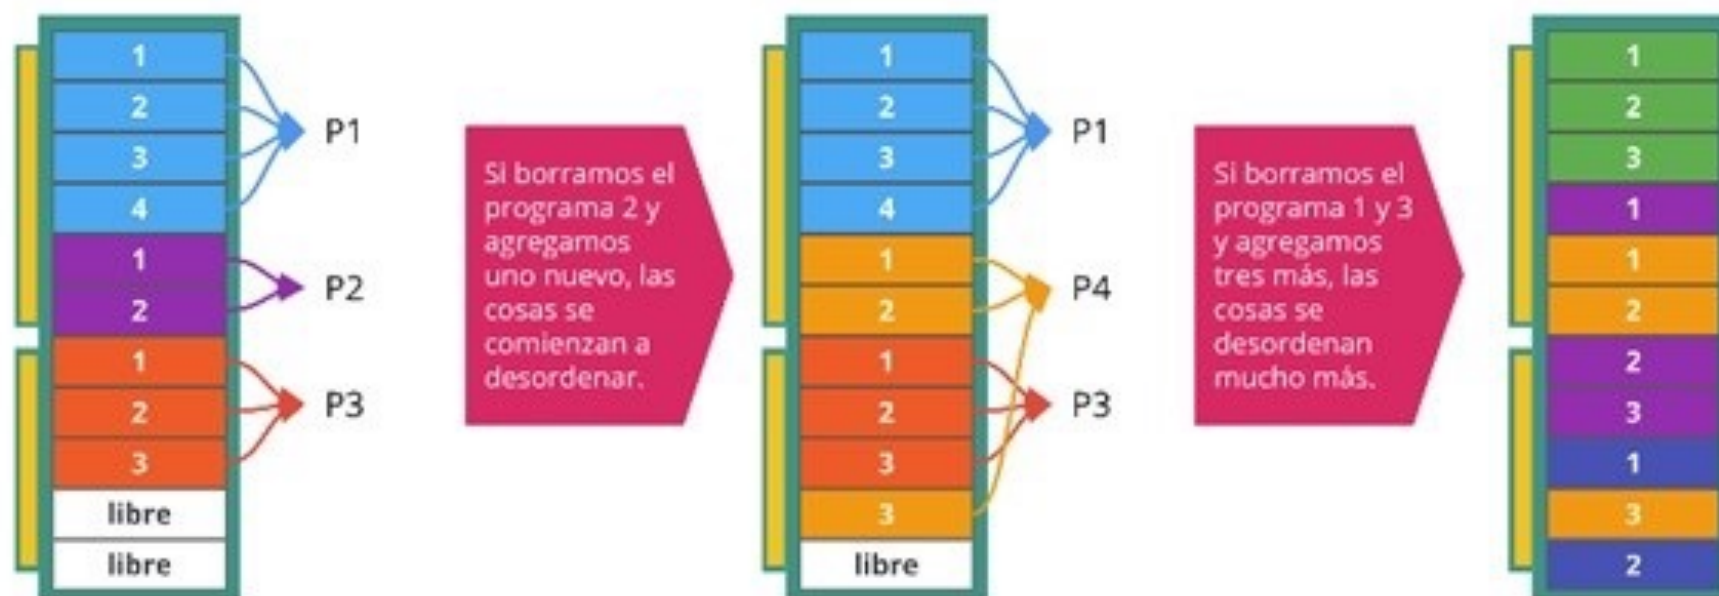 1
2
3
4
1
2
1
2
3
libre
libre
P1
P2
P3
Si borramos el
programa 2 y
agregamos
uno nuevo, las
cosas se
comienzan a
desordenar.
1
2
3
4
1
2
1
2
3
3
libre
P1
P4
P3
Si borramos el
programa 1 y 3
y agregamos
tres más, las
cosas se
desordenan
mucho más.
1
2
3
1
1
2
2
3
1
3
2